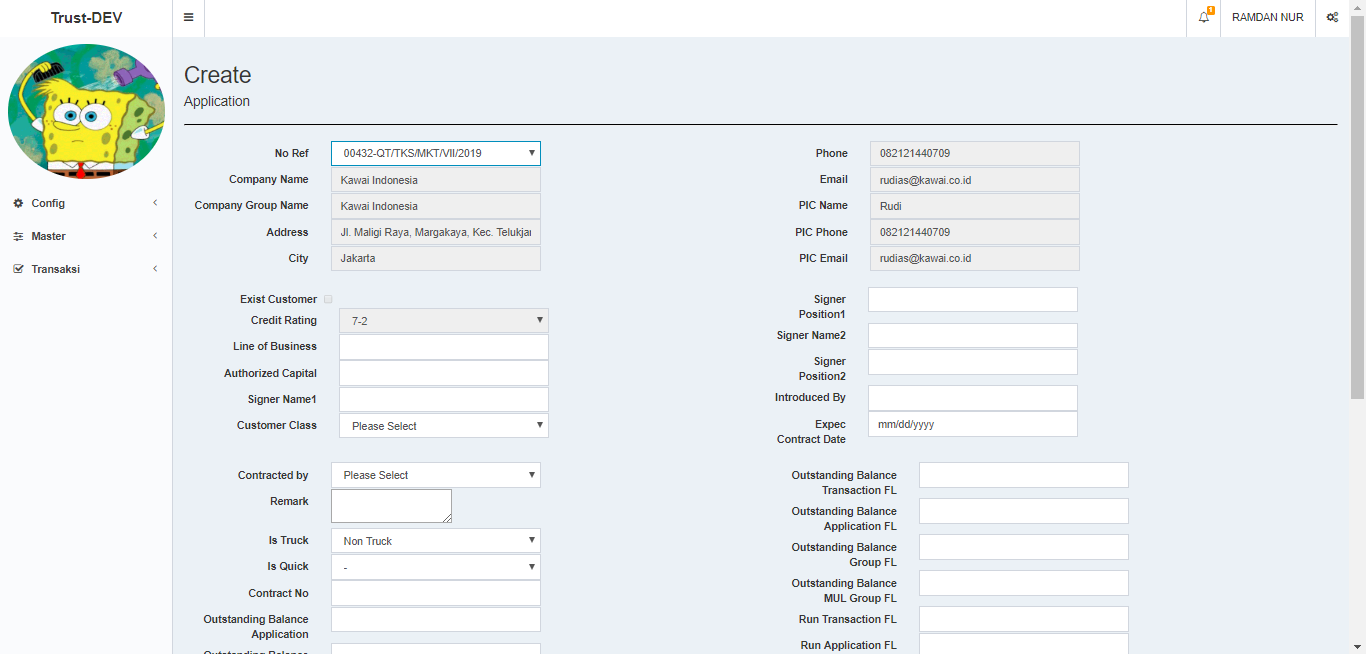 Trust-DEV
1
RAMDAN NUR
Config
Master
Transaksi
Create
Application
No Ref
00432-QT/TKS/MKT/VII/2019
Company Name
Kawai Indonesia
Company Group Name
Kawai Indonesia
Address
Jl. Maligi Raya, Margakaya, Kec. Telukjar
City
Jakarta
Phone
082121440709
Email
rudias@kawai.co.id
PIC Name
Rudi
PIC Phone
082121440709
PIC Email
rudias@kawai.co.id
Exist Customer
Credit Rating
7-2
Line of Business
Authorized Capital
Signer Name1
Customer Class
Please Select
Signer
Position1
Signer Name2
Signer
Position2
Introduced By
Expec
Contract Date
mm/dd/yyyy
Contracted by
Please Select
Remark
Is Truck
Non Truck
Is Quick
-
Contract No
Outstanding Balance
Application
Outstanding Balance
Outstanding Balance
Transaction FL
Outstanding Balance
Application FL
Outstanding Balance
Group FL
Outstanding Balance
MUL Group FL
Run Transaction FL
Run Application FL